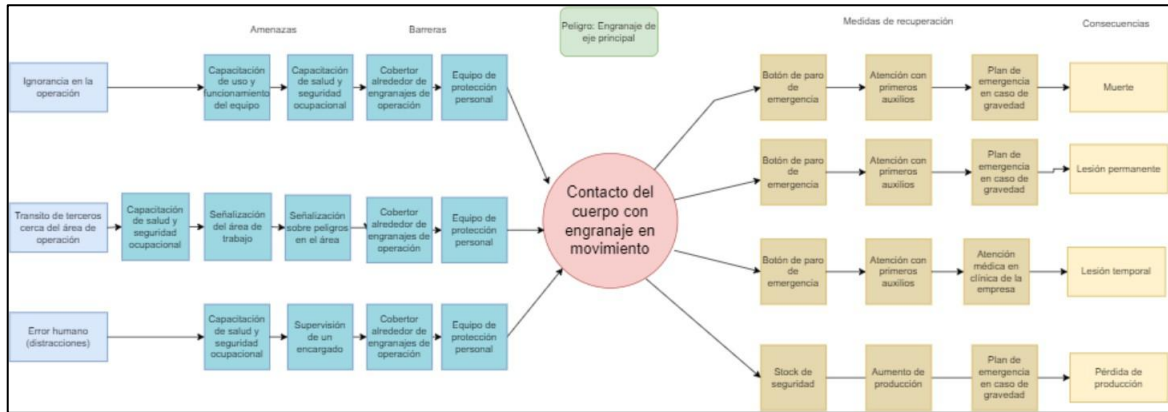 Amenazas
Barreras
Peligro: Engranaje de
eje principal
Medidas de recuperación
Consecuencias
Ignorancia en la
operación
Capacitación
de uso y
funcionamiento
del equipo
Capacitación
de salud y
seguridad
ocupacional
Cobertor
alrededor de
engranajes de
operación
Equipo de
protección
personal
Botón de paro
de
emergencia
Atención con
primeros
auxilios
Plan de
emergencia
en caso de
gravedad
Muerte
Botón de paro
de
emergencia
Atención con
primeros
auxilios
Plan de
emergencia
en caso de
gravedad
Lesión permanente
Transito de terceros
cerca del área de
operación
Capacitación
de salud y
seguridad
ocupacional
Señalización
del área de
trabajo
Señalización
sobre peligros
en el área
Cobertor
alrededor de
engranajes de
operación
Equipo de
protección
personal
Contacto del
cuerpo con
engranaje en
movimiento
Botón de paro
de
emergencia
Atención con
primeros
auxilios
Atención
médica en
clínica de la
empresa
Lesión temporal
Error humano
(distracciones)
Capacitación
de salud y
seguridad
ocupacional
Supervisión
de un
encargado
Cobertor
alrededor de
engranajes de
operación
Equipo de
protección
personal
Stock de
seguridad
Aumento de
producción
Plan de
emergencia
en caso de
gravedad
Pérdida de
producción